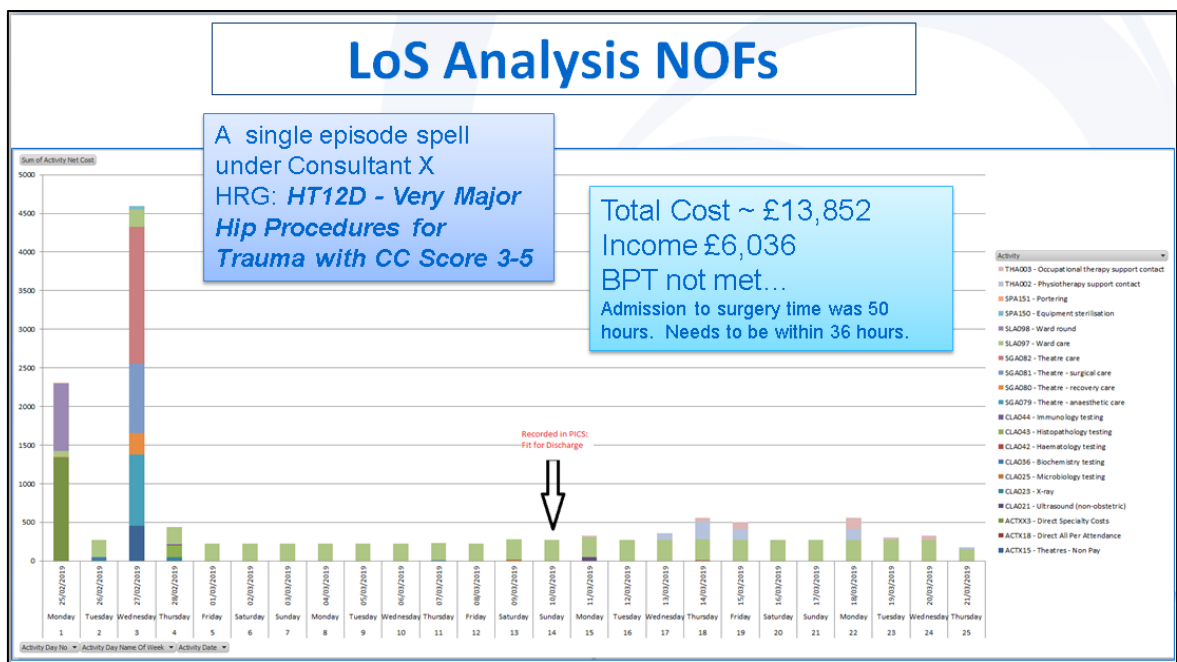 LoS Analysis NOFs
A single episode spell
under Consultant X
HRG: HT12D - Very Major
Hip Procedures for
Trauma with CC Score 3-5
Total Cost ~ £13,852
Income £6,036
BPT not met...
Admission to surgery time was 50
hours. Needs to be within 36 hours.
Sum of Activity Net Cost
5000
4500
4000
3500
3000
2500
2000
1500
1000
500
0
Recorded in PICS:
Fit for Discharge
Activity
THA003 - Occupational therapy support contact
THA002 - Physiotherapy support contact
SPA151 - Portering
SPA150 - Equipment sterilisation
SLA098 - Ward round
SLA097 - Ward care
SGA082 - Theatre care
SGA081 - Theatre - surgical care
SGA080 - Theatre - recovery care
SGA079 - Theatre - anaesthetic care
CLA044 - Immunology testing
CLA043 - Histopathology testing
CLA042 - Haematology testing
CLA036 - Biochemistry testing
CLA025 - Microbiology testing
CLA023 - X-ray
CLA021 - Ultrasound (non-obstetric)
ACTXX3 - Direct Specialty Costs
ACTX18 - Direct All Per Attendance
ACTX15 - Theatres - Non Pay
25/02/2019 26/02/2019 27/02/2019 28/02/2019 01/03/2019 02/03/2019 03/03/2019 04/03/2019 05/03/2019 06/03/2019 07/03/2019 08/03/2019 09/03/2019 10/03/2019 11/03/2019 12/03/2019 13/03/2019 14/03/2019 15/03/2019 16/03/2019 17/03/2019 18/03/2019 19/03/2019 20/03/2019 21/03/2019
Monday Tuesday Wednesday Thursday Friday Saturday Sunday Monday Tuesday Wednesday Thursday Friday Saturday Sunday Monday Tuesday Wednesday Thursday Friday Saturday Sunday Monday Tuesday Wednesday Thursday
1 2 3 4 5 6 7 8 9 10 11 12 13 14 15 16 17 18 19 20 21 22 23 24 25
Activity Day No Activity Day Name Of Week Activity Date